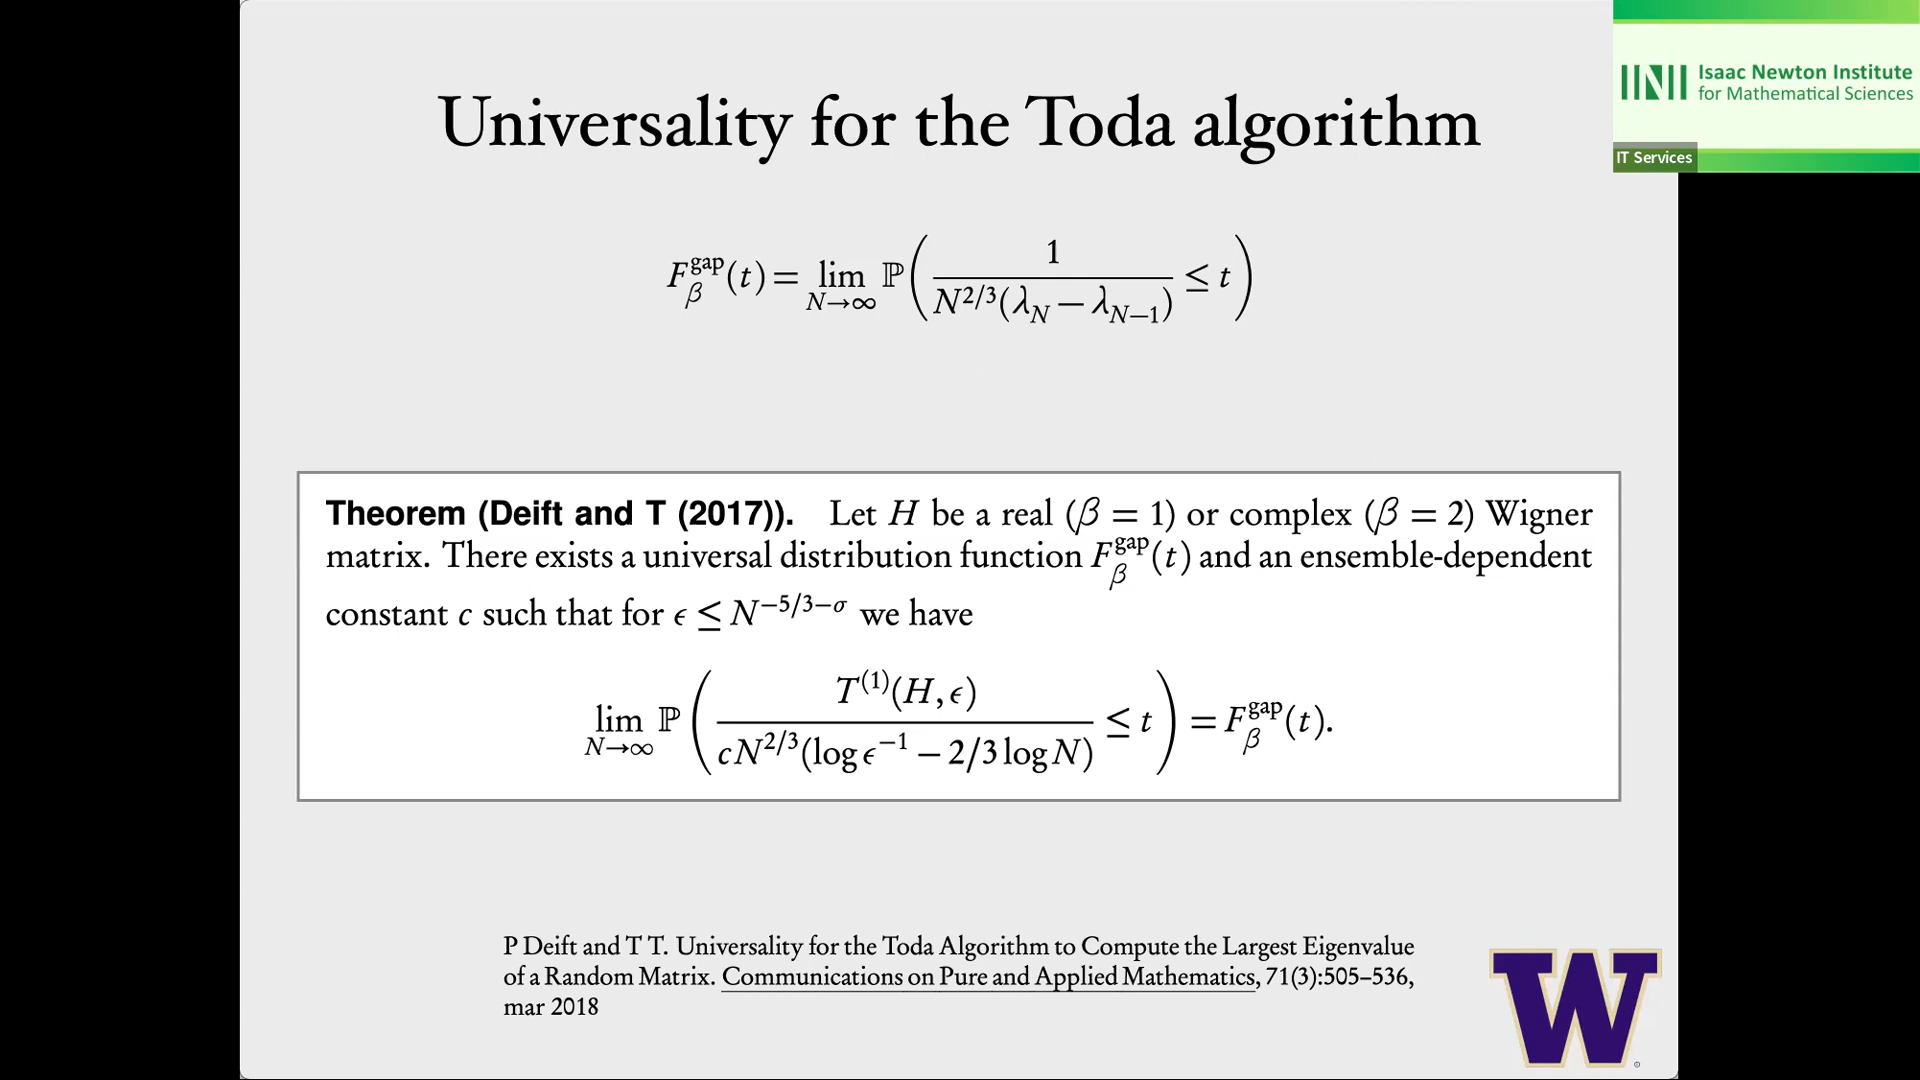 Universality for the Toda algorithm
Isaac Newton Institute
for Mathematical Sciences
IT Services
F_β^gap(t) = lim_{N→∞} ℙ( 1 / (N^{2/3}(λ_N − λ_{N−1})) ≤ t )
Theorem (Deift and T (2017)). Let H be a real (β = 1) or complex (β = 2) Wigner
matrix. There exists a universal distribution function F_β^gap(t) and an ensemble-dependent
constant c such that for ϵ ≤ N^{−5/3−σ} we have
lim_{N→∞} ℙ( T^{(1)}(H, ϵ) / (cN^{2/3}(log ϵ^{−1} − 2/3 log N)) ≤ t ) = F_β^gap(t).
P Deift and T T. Universality for the Toda Algorithm to Compute the Largest Eigenvalue
of a Random Matrix. Communications on Pure and Applied Mathematics, 71(3):505–536,
mar 2018
W